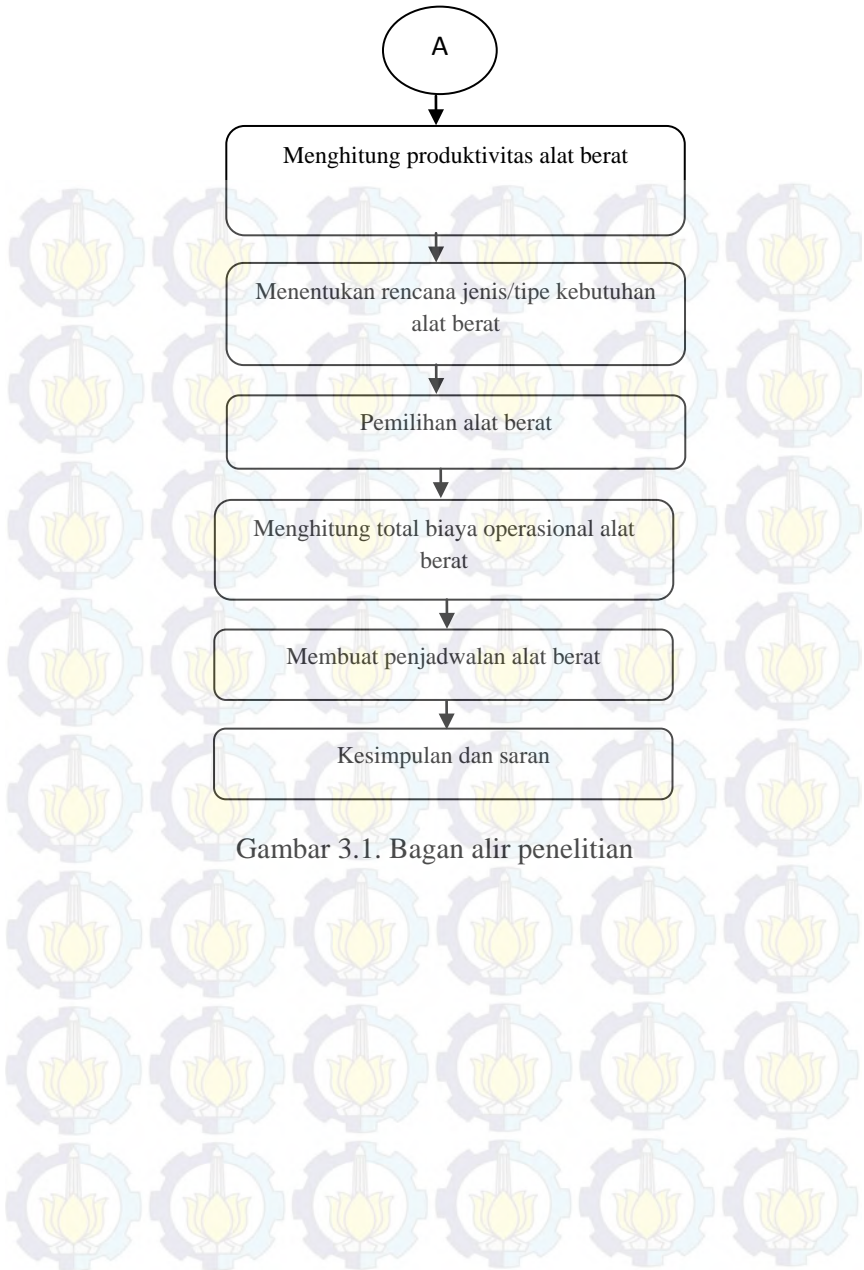 A
Menghitung produktivitas alat berat
Menentukan rencana jenis/tipe kebutuhan
alat berat
Pemilihan alat berat
Menghitung total biaya operasional alat
berat
Membuat penjadwalan alat berat
Kesimpulan dan saran
Gambar 3.1. Bagan alir penelitian